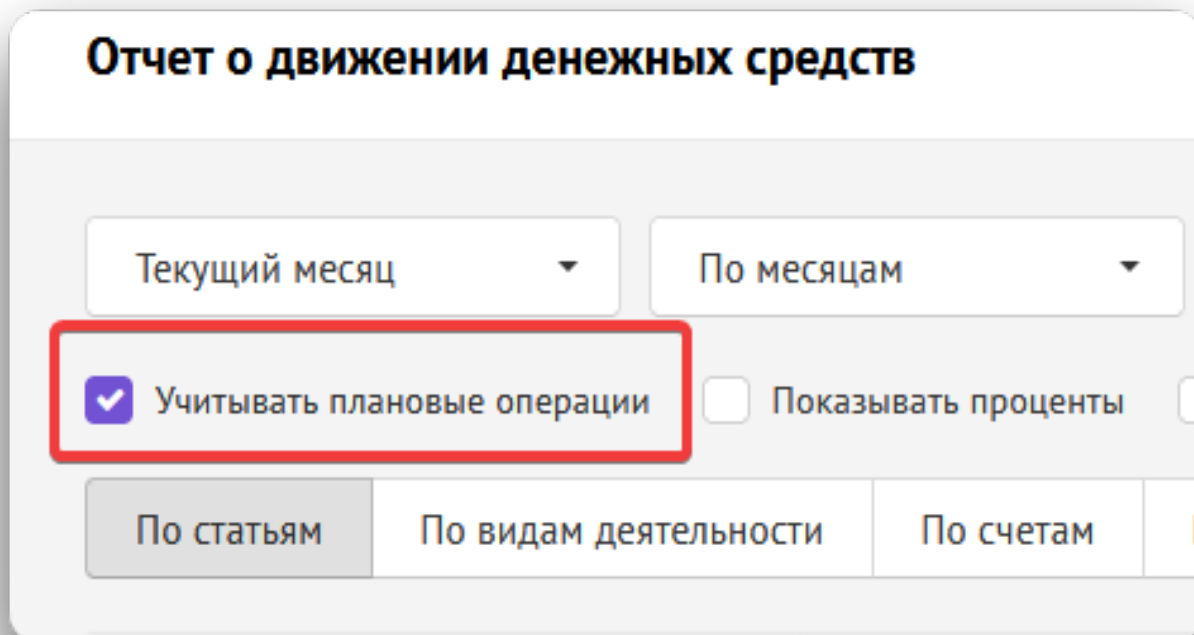 Отчет о движении денежных средств
Текущий месяц По месяцам
Учитывать плановые операции Показывать проценты
По статьям По видам деятельности По счетам